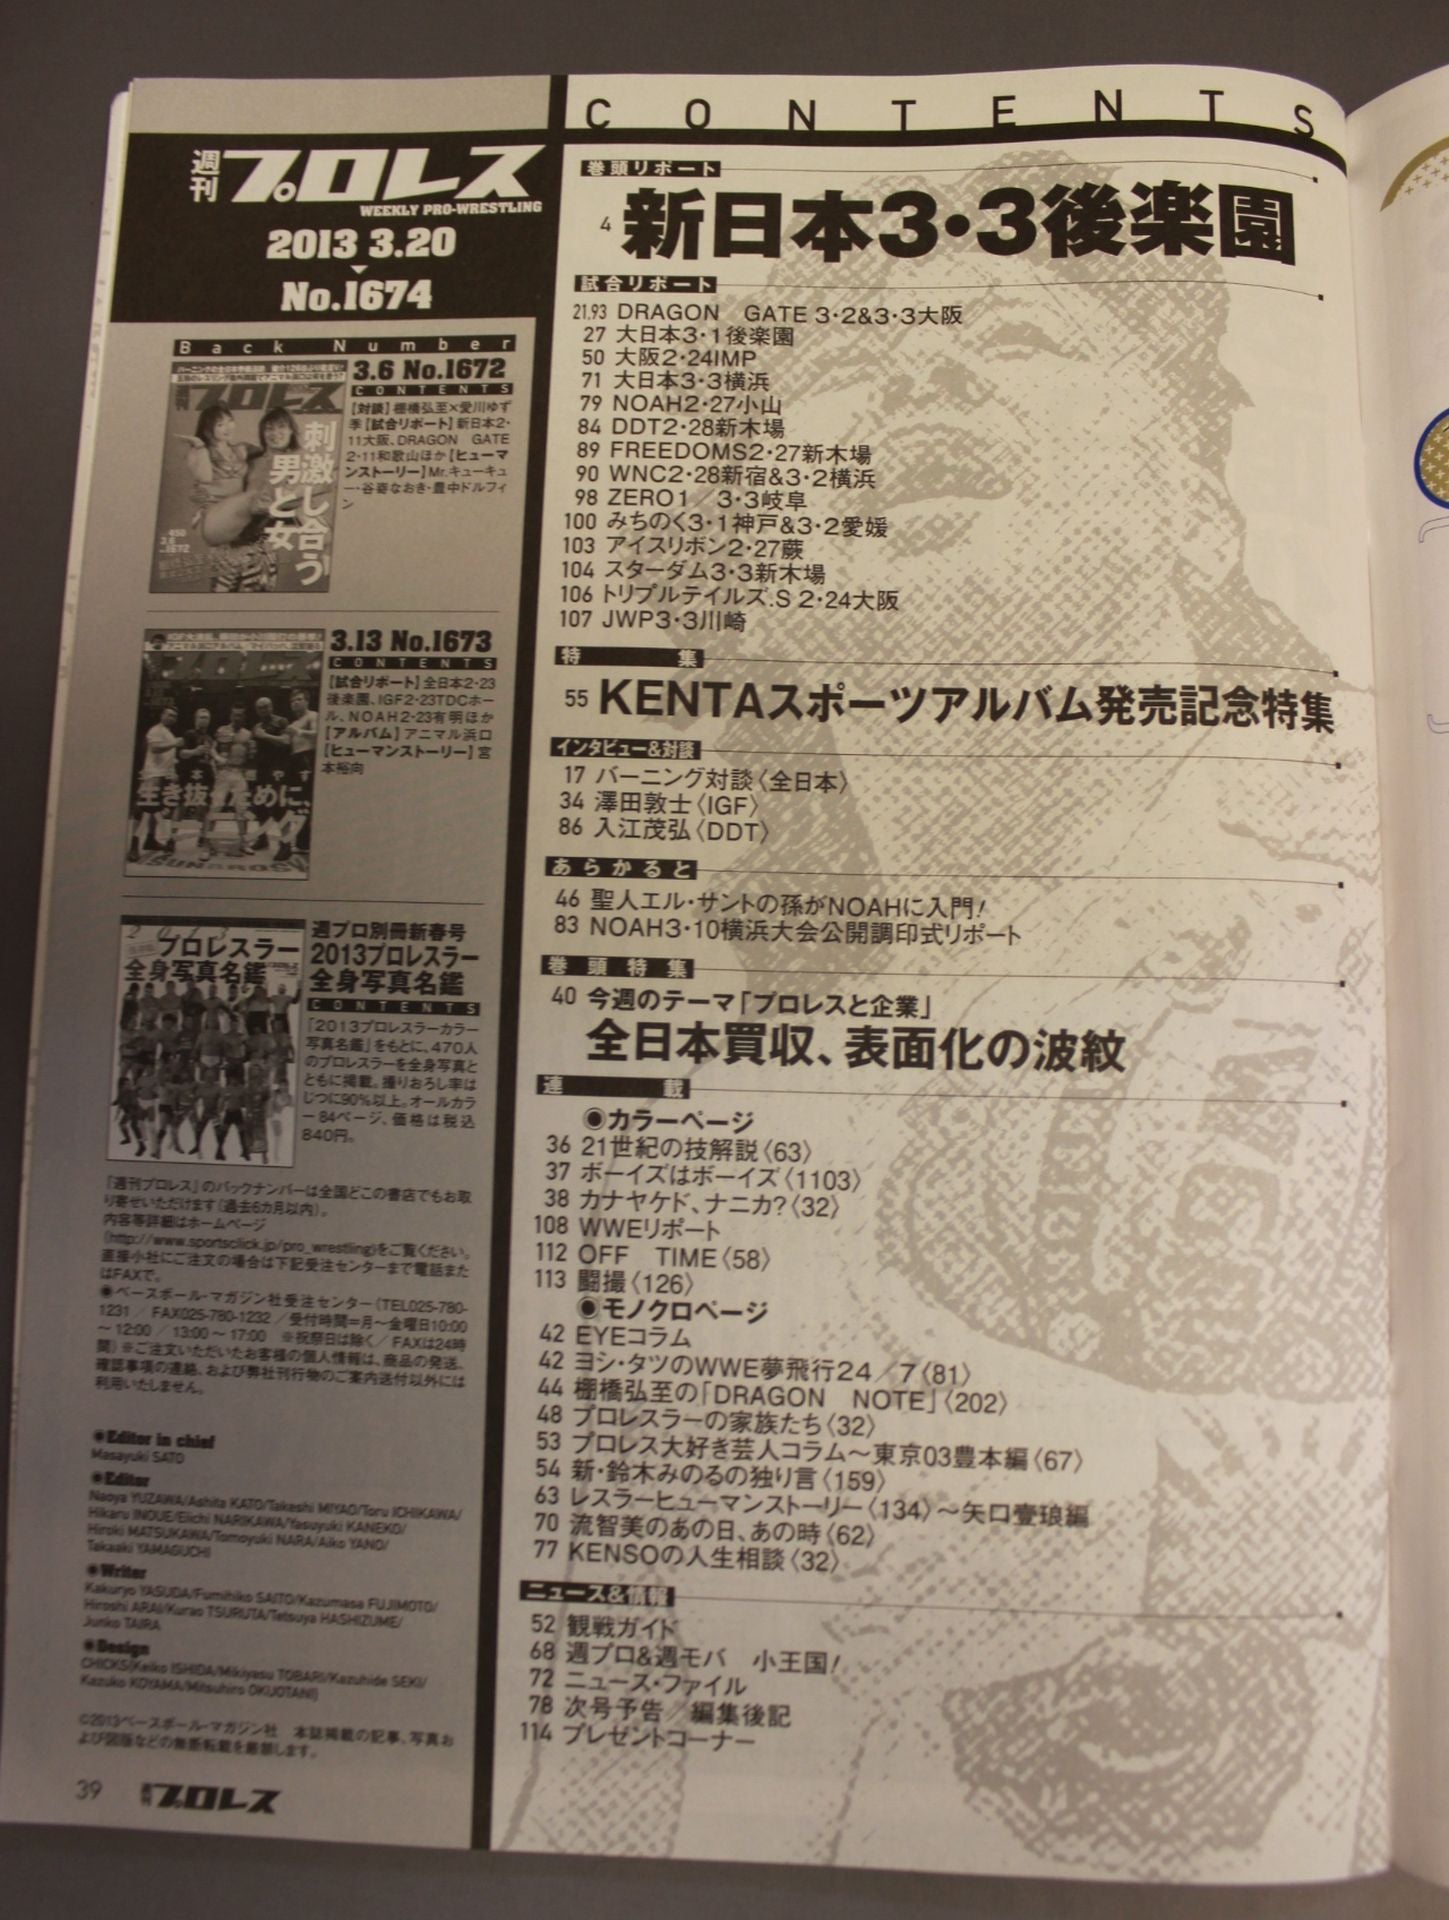 CONTENTS
週刊プロレス
WEEKLY PRO-WRESTLING
2013 3.20
No.1674
Back Number
3.6 No.1672
CONTENTS
【対談】棚橋弘至×愛川ゆず
季【試合リポート】新日本2・
11大阪、DRAGON GATE
2・11和歌山ほか【ヒューマ
ンストーリー】Mr.キューキュ
ー・谷嵜なおき・豊中ドルフィ
ン
プロレス
刺激し合う
男と女
3.13 No.1673
CONTENTS
【試合リポート】全日本2・23
後楽園、IGF2・23TDCホー
ル、NOAH2・23有明ほか
【アルバム】アニマル浜口
【ヒューマンストーリー】宮
本裕向
生き抜くために、
週プロ別冊新春号
2013プロレスラー
全身写真名鑑
CONTENTS
「2013プロレスラーカラー
写真名鑑」をもとに、470人
のプロレスラーを全身写真と
ともに掲載。撮りおろし率は
じつに90%以上。オールカラ
ー84ページ、価格は税込
840円。
プロレスラー
全身写真名鑑
「週刊プロレス」のバックナンバーは全国どこの書店でもお取
り寄せいただけます(過去6カ月以内)。
内容等詳細はホームページ
(http://www.sportsclick.jp/pro_wrestling)をご覧ください。
直接小社にご注文の場合は下記受注センターまで電話また
はFAXで。
◉ベースボール・マガジン社受注センター(TEL025-780-
1231/FAX025-780-1232/受付時間=月〜金曜日10:00
〜12:00/13:00〜17:00 ※祝祭日は除く/FAXは24時
間)※ご注文いただいたお客様の個人情報は、商品の発送、
確認事項の連絡、および弊社刊行物のご案内送付以外には
利用いたしません。
◉Editor in chief
Masayuki SATO
◉Editor
Naoya YUZAWA/Ashita KATO/Takeshi MIYAO/Toru ICHIKAWA/
Hikaru INOUE/Eiichi NARIKAWA/Yasuyuki KANEKO/
Hiroki MATSUKAWA/Tomoyuki NARA/Aiko YANO/
Takaaki YAMAGUCHI
◉Writer
Kakuryo YASUDA/Fumihiko SAITO/Kazumasa FUJIMOTO/
Hiroshi ARAI/Kurao TSURUTA/Tetsuya HASHIZUME/
Junko TAIRA
◉Design
CHICKS(Keiko ISHIDA/Mikiyasu TOBARI/Kazuhide SEKI/
Kazuko KOYAMA/Mitsuhiro OKUOTANI)
©2013ベースボール・マガジン社 本誌掲載の記事、写真お
よび図版などの無断転載を厳禁します。
39 週刊プロレス
巻頭リポート
4 新日本3・3後楽園
試合リポート
21.93 DRAGON GATE 3・2&3・3大阪
27 大日本3・1後楽園
50 大阪2・24IMP
71 大日本3・3横浜
79 NOAH2・27小山
84 DDT2・28新木場
89 FREEDOMS2・27新木場
90 WNC2・28新宿&3・2横浜
98 ZERO1/3・3岐阜
100 みちのく3・1神戸&3・2愛媛
103 アイスリボン2・27蕨
104 スターダム3・3新木場
106 トリプルテイルズ.S 2・24大阪
107 JWP3・3川崎
特集
55 KENTAスポーツアルバム発売記念特集
インタビュー&対談
17 バーニング対談〈全日本〉
34 澤田敦士〈IGF〉
86 入江茂弘〈DDT〉
あらかると
46 聖人エル・サントの孫がNOAHに入門!
83 NOAH3・10横浜大会公開調印式リポート
巻頭特集
40 今週のテーマ「プロレスと企業」
全日本買収、表面化の波紋
連載
◉カラーページ
36 21世紀の技解説〈63〉
37 ボーイズはボーイズ〈1103〉
38 カナヤケド、ナニカ?〈32〉
108 WWEリポート
112 OFF TIME〈58〉
113 闘撮〈126〉
◉モノクロページ
42 EYEコラム
42 ヨシ・タツのWWE夢飛行24/7〈81〉
44 棚橋弘至の「DRAGON NOTE」〈202〉
48 プロレスラーの家族たち〈32〉
53 プロレス大好き芸人コラム〜東京03豊本編〈67〉
54 新・鈴木みのるの独り言〈159〉
63 レスラーヒューマンストーリー〈134〉〜矢口壹琅編
70 流智美のあの日、あの時〈62〉
77 KENSOの人生相談〈32〉
ニュース&情報
52 観戦ガイド
68 週プロ&週モバ 小王国!
72 ニュース・ファイル
78 次号予告/編集後記
114 プレゼントコーナー